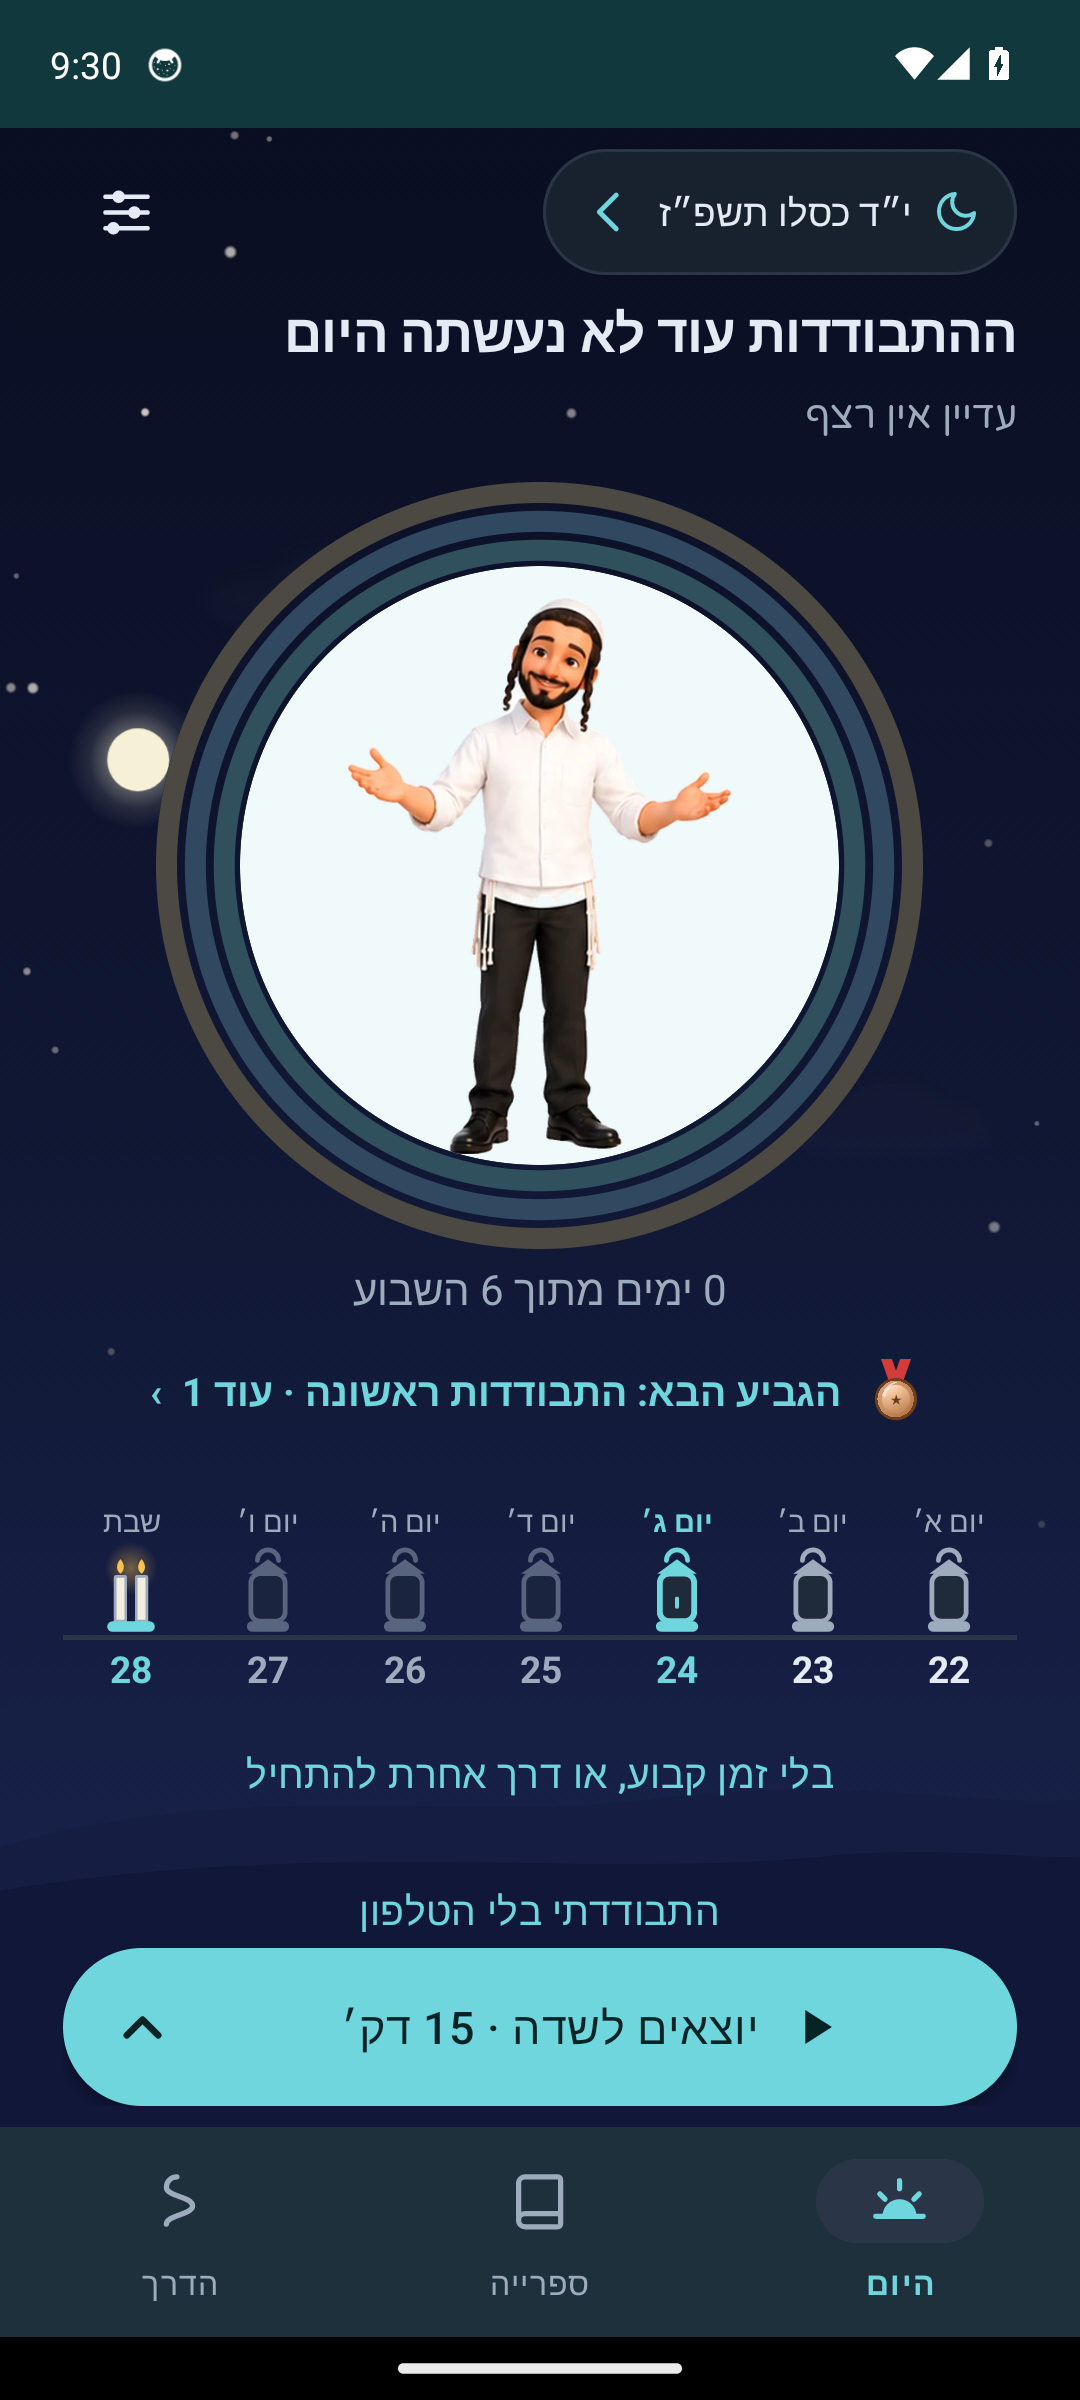 9:30
י״ד כסלו תשפ״ז
ההתבודדות עוד לא נעשתה היום
עדיין אין רצף
0 ימים מתוך 6 השבוע
הגביע הבא: התבודדות ראשונה · עוד 1 ›
יום א׳ יום ב׳ יום ג׳ יום ד׳ יום ה׳ יום ו׳ שבת
22 23 24 25 26 27 28
בלי זמן קבוע, או דרך אחרת להתחיל
התבודדתי בלי הטלפון
יוצאים לשדה · 15 דק׳
היום ספרייה הדרך